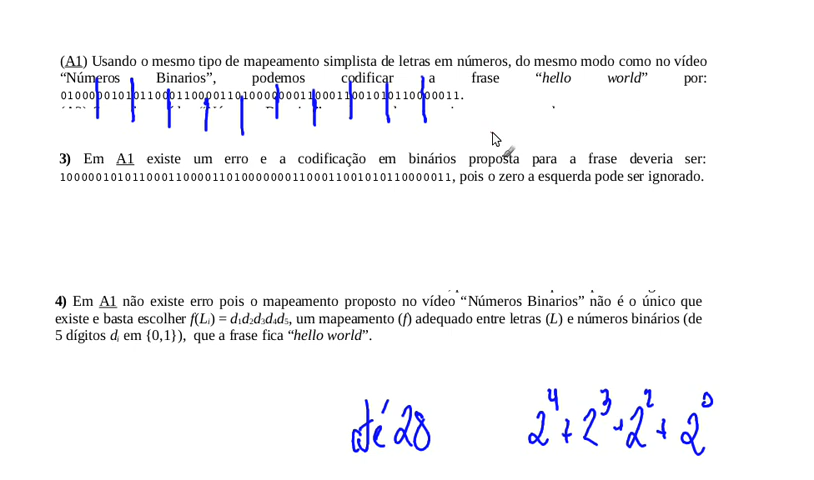 (A1) Usando o mesmo tipo de mapeamento simplista de letras em números, do mesmo modo como no vídeo
“Números Binarios”, podemos codificar a frase “hello world” por:
0100000101011000110000110100000001100011001010110000011.
3) Em A1 existe um erro e a codificação em binários proposta para a frase deveria ser:
100000101011000110000110100000001100011001010110000011, pois o zero a esquerda pode ser ignorado.
4) Em A1 não existe erro pois o mapeamento proposto no vídeo “Números Binarios” não é o único que
existe e basta escolher f(Lᵢ) = d₁d₂d₃d₄d₅, um mapeamento (f) adequado entre letras (L) e números binários (de
5 dígitos dᵢ em {0,1}), que a frase fica “hello world”.
até 28 2⁴ + 2³ + 2² + 2⁰